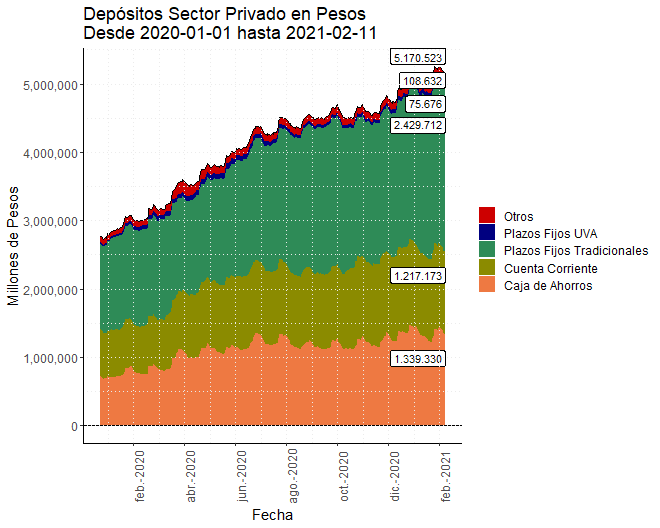 Depósitos Sector Privado en Pesos
Desde 2020-01-01 hasta 2021-02-11
Millones de Pesos
5,000,000
4,000,000
3,000,000
2,000,000
1,000,000
0
5.170.523
108.632
75.676
2.429.712
1.217.173
1.339.330
feb.-2020
abr.-2020
jun.-2020
ago.-2020
oct.-2020
dic.-2020
feb.-2021
Fecha
Otros
Plazos Fijos UVA
Plazos Fijos Tradicionales
Cuenta Corriente
Caja de Ahorros